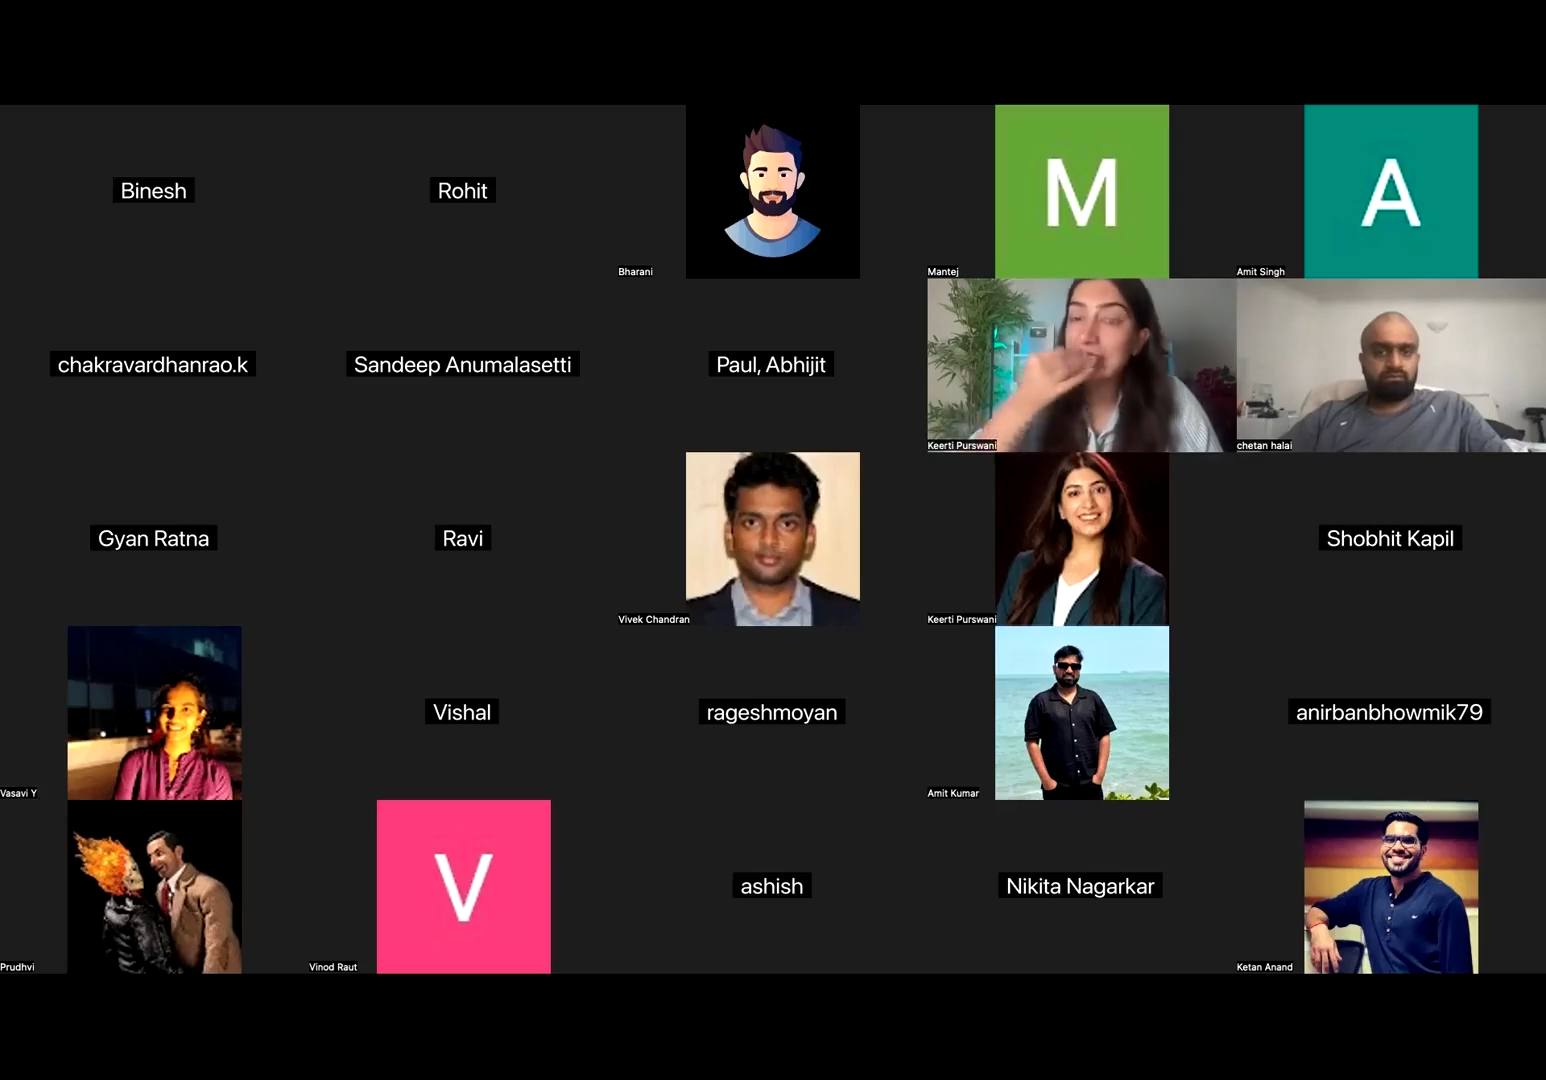 Binesh
Rohit
Bharani
M
Mantej
A
Amit Singh
chakravardhanrao.k
Sandeep Anumalasetti
Paul, Abhijit
Keerti Purswani
chetan halai
Gyan Ratna
Ravi
Vivek Chandran
Keerti Purswani
Shobhit Kapil
Vasavi Y
Vishal
rageshmoyan
Amit Kumar
anirbanbhowmik79
Prudhvi
V
Vinod Raut
ashish
Nikita Nagarkar
Ketan Anand